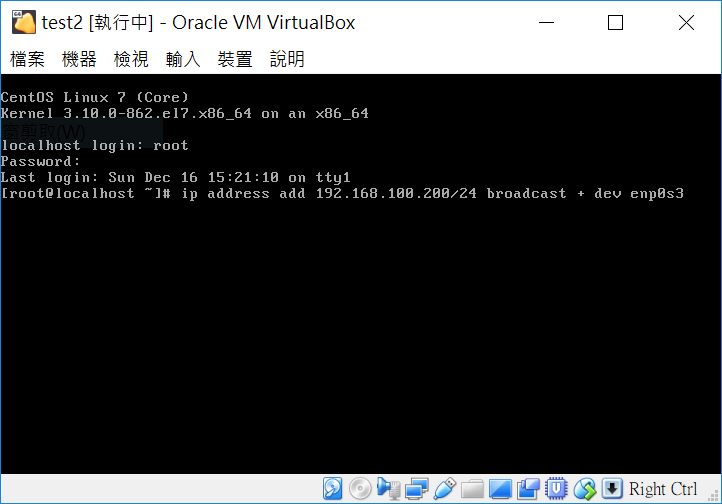 test2 [執行中] - Oracle VM VirtualBox
檔案 機器 檢視 輸入 裝置 說明
CentOS Linux 7 (Core)
Kernel 3.10.0-862.el7.x86_64 on an x86_64
剪取(W)
localhost login: root
Password:
Last login: Sun Dec 16 15:21:10 on tty1
[root@localhost ~]# ip address add 192.168.100.200/24 broadcast + dev enp0s3
Right Ctrl